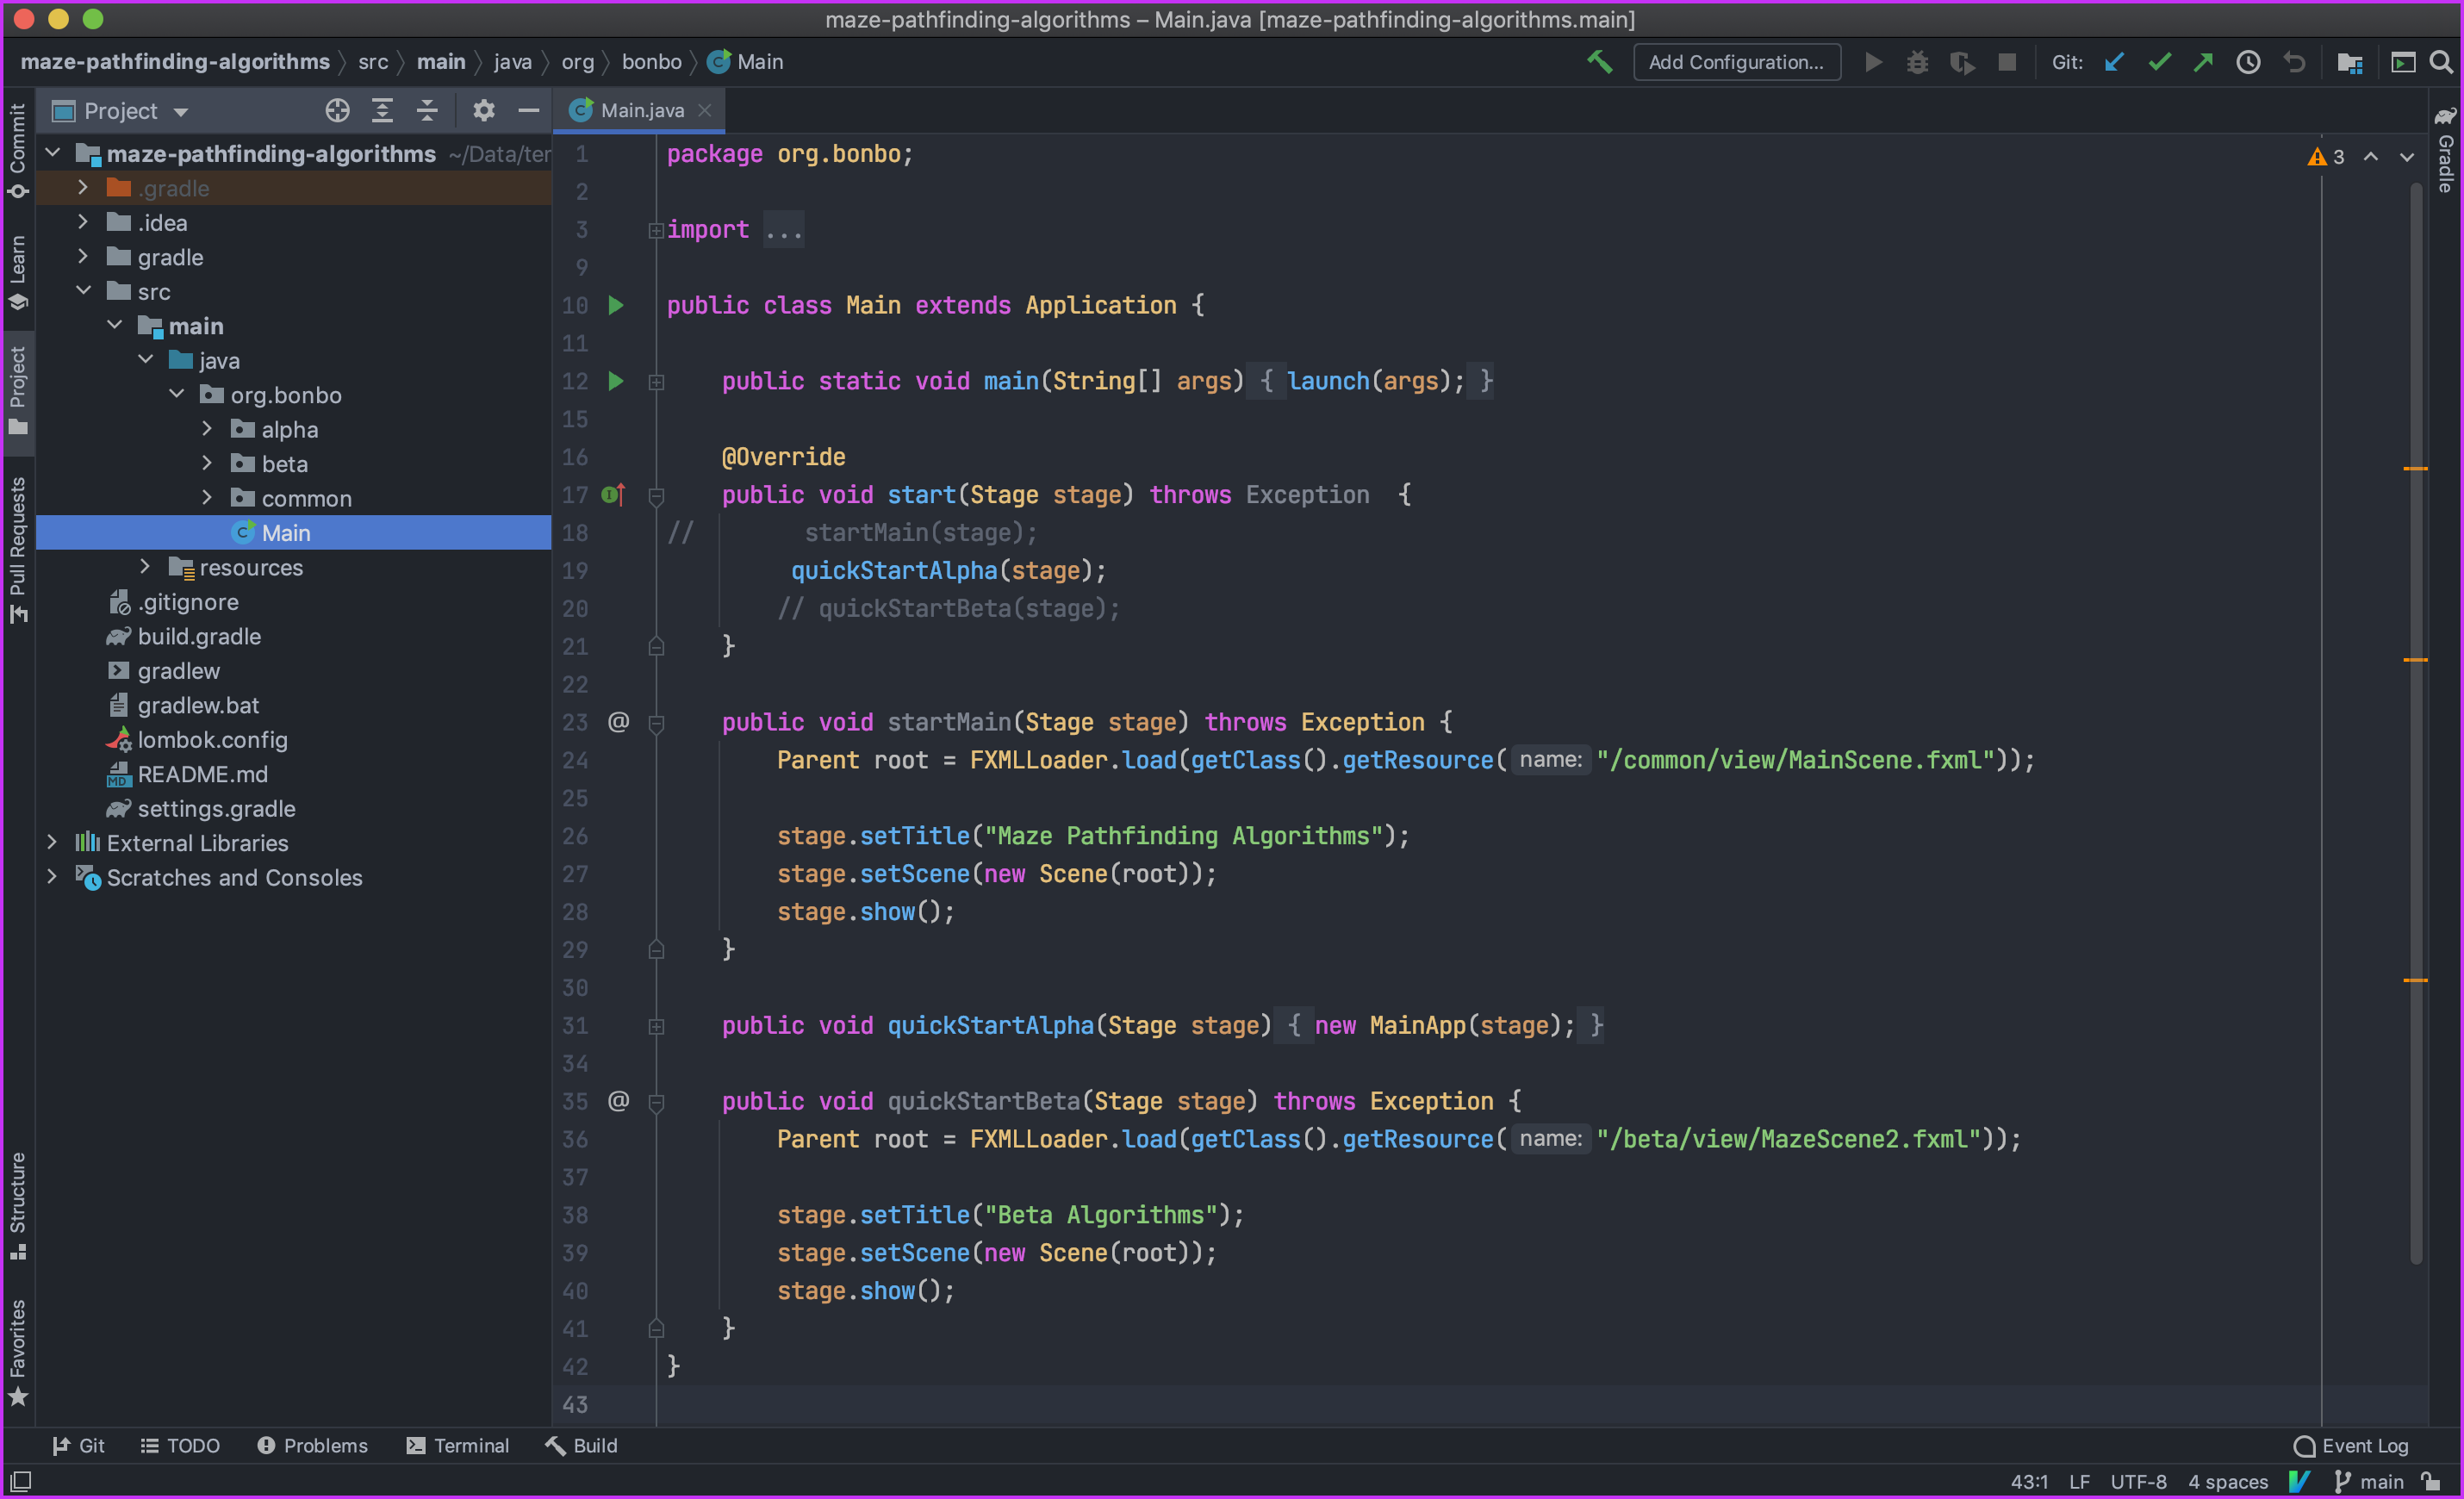 maze-pathfinding-algorithms – Main.java [maze-pathfinding-algorithms.main]
maze-pathfinding-algorithms src main java org bonbo Main Add Configuration... Git:
Commit
Learn
Project
Pull Requests
Structure
Favorites
Project
maze-pathfinding-algorithms ~/Data/ter
.gradle
.idea
gradle
src
main
java
org.bonbo
alpha
beta
common
Main
resources
.gitignore
build.gradle
gradlew
gradlew.bat
lombok.config
README.md
settings.gradle
External Libraries
Scratches and Consoles
Main.java
3
Gradle
1 package org.bonbo;
2
3 import ...
9
10 public class Main extends Application {
11
12 public static void main(String[] args) { launch(args); }
15
16 @Override
17 public void start(Stage stage) throws Exception {
18 // startMain(stage);
19 quickStartAlpha(stage);
20 // quickStartBeta(stage);
21 }
22
23 @ public void startMain(Stage stage) throws Exception {
24 Parent root = FXMLLoader.load(getClass().getResource( name: "/common/view/MainScene.fxml"));
25
26 stage.setTitle("Maze Pathfinding Algorithms");
27 stage.setScene(new Scene(root));
28 stage.show();
29 }
30
31 public void quickStartAlpha(Stage stage) { new MainApp(stage); }
34
35 @ public void quickStartBeta(Stage stage) throws Exception {
36 Parent root = FXMLLoader.load(getClass().getResource( name: "/beta/view/MazeScene2.fxml"));
37
38 stage.setTitle("Beta Algorithms");
39 stage.setScene(new Scene(root));
40 stage.show();
41 }
42 }
43
Git TODO Problems Terminal Build Event Log
43:1 LF UTF-8 4 spaces main